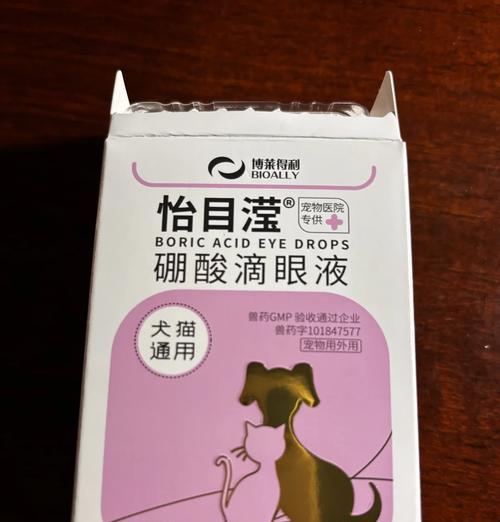 博莱得利
BIOALLY
怡目滢®
宠物医院
专供
BORIC ACID EYE DROPS
硼酸滴眼液
犬猫
通用
兽药GMP 验收通过企业
兽药字101847577
宠物用外用